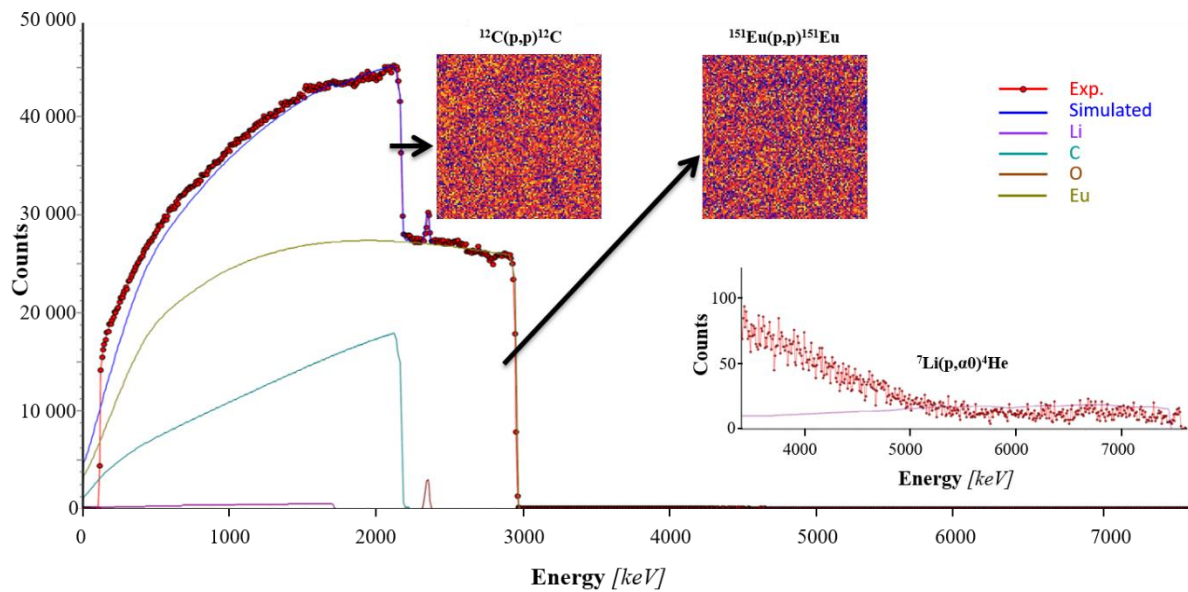 50 000
40 000
30 000
20 000
10 000
0
Counts
0 1000 2000 3000 4000 5000 6000 7000
Energy [keV]
¹²C(p,p)¹²C
¹⁵¹Eu(p,p)¹⁵¹Eu
Exp.
Simulated
Li
C
O
Eu
100
50
0
Counts
⁷Li(p,α0)⁴He
4000 5000 6000 7000
Energy [keV]